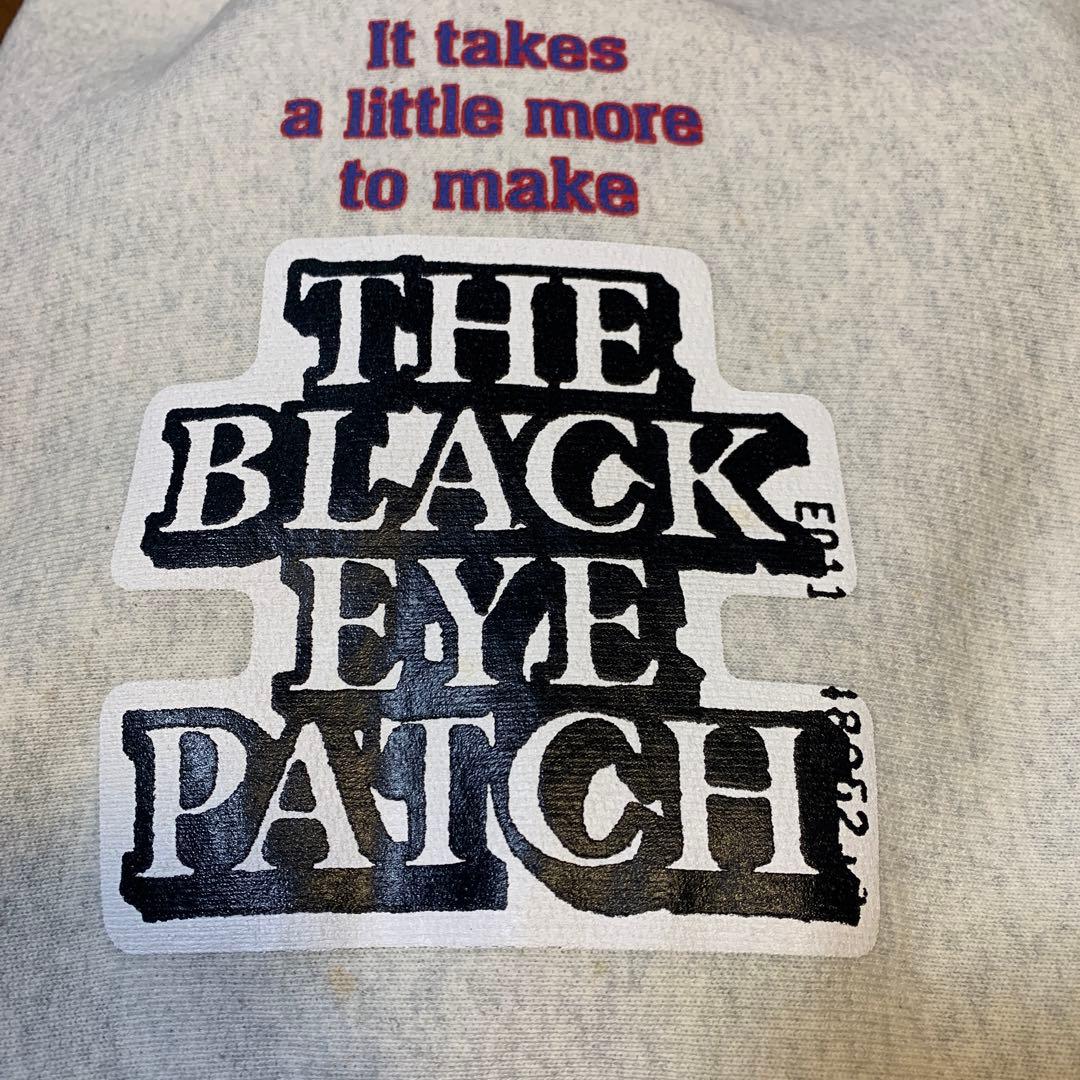 It takes
a little more
to make
THE
BLACK
EYE
PATCH